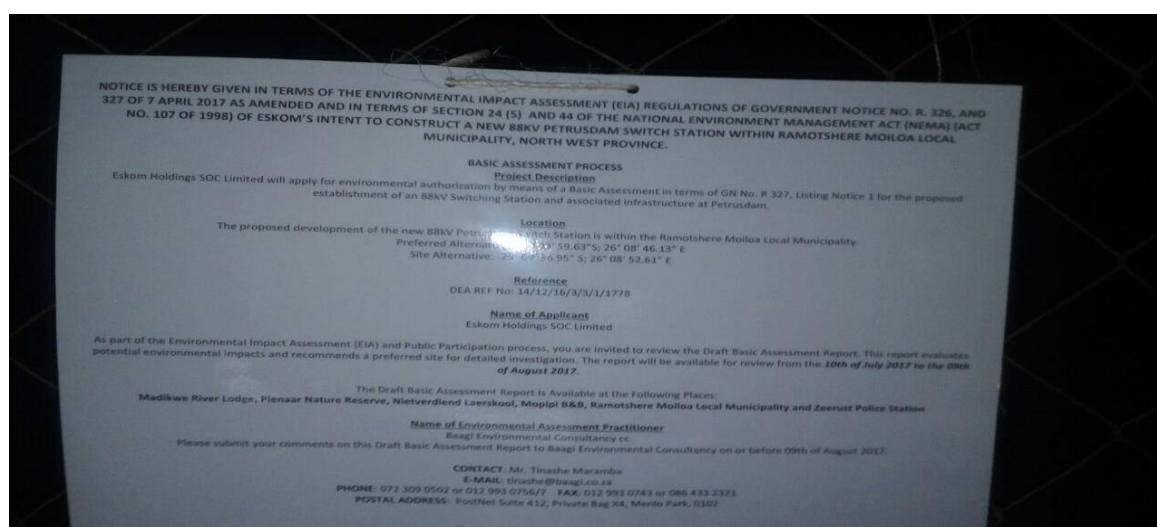 NOTICE IS HEREBY GIVEN IN TERMS OF THE ENVIRONMENTAL IMPACT ASSESSMENT (EIA) REGULATIONS OF GOVERNMENT NOTICE NO. R. 326, AND
327 OF 7 APRIL 2017 AS AMENDED AND IN TERMS OF SECTION 24 (5) AND 44 OF THE NATIONAL ENVIRONMENT MANAGEMENT ACT (NEMA) (ACT
NO. 107 OF 1998) OF ESKOM'S INTENT TO CONSTRUCT A NEW 88KV PETRUSDAM SWITCH STATION WITHIN RAMOTSHERE MOILOA LOCAL
MUNICIPALITY, NORTH WEST PROVINCE.
BASIC ASSESSMENT PROCESS
Project Description
Eskom Holdings SOC Limited will apply for environmental authorization by means of a Basic Assessment in terms of GN No. R 327, Listing Notice 1 for the proposed
establishment of an 88kV Switching Station and associated infrastructure at Petrusdam.
Location
The proposed development of the new 88kV Station is within the Ramotshere Moiloa Local Municipality.
Preferred 59.63"S; 26° 08' 46.13" E
Site Alternative: 26° 08' 52.61" E
Reference
DEA REF No: 14/12/16/3/3/1/1778
Name of Applicant
Eskom Holdings SOC Limited
As part of the Environmental Impact Assessment (EIA) and Public Participation process, you are invited to review the Draft Basic Assessment Report. This report evaluates
potential environmental impacts and recommends a preferred site for detailed investigation. The report will be available for review from the 10th of July 2017 to the 09th
of August 2017.
The Draft Basic Assessment Report Is Available at the Following Places:
Madikwe River Lodge, Pienaar Nature Reserve, Nietverdiend Laerskool, Mopipi B&B, Ramotshere Moiloa Local Municipality and Zeerust Police Station
Name of Environmental Assessment Practitioner
Baagi Environmental Consultancy cc
Please submit your comments on this Draft Basic Assessment Report to Baagi Environmental Consultancy on or before 09th of August 2017.
CONTACT: Mr. Tinashe Maramba
E-MAIL: tinashe@baagi.co.za
PHONE: 072 309 0502 or 012 993 0756/7 FAX: 012 993 0743 or 086 433 2323
POSTAL ADDRESS: PostNet Suite 412, Private Bag X4, Menlo Park, 0102